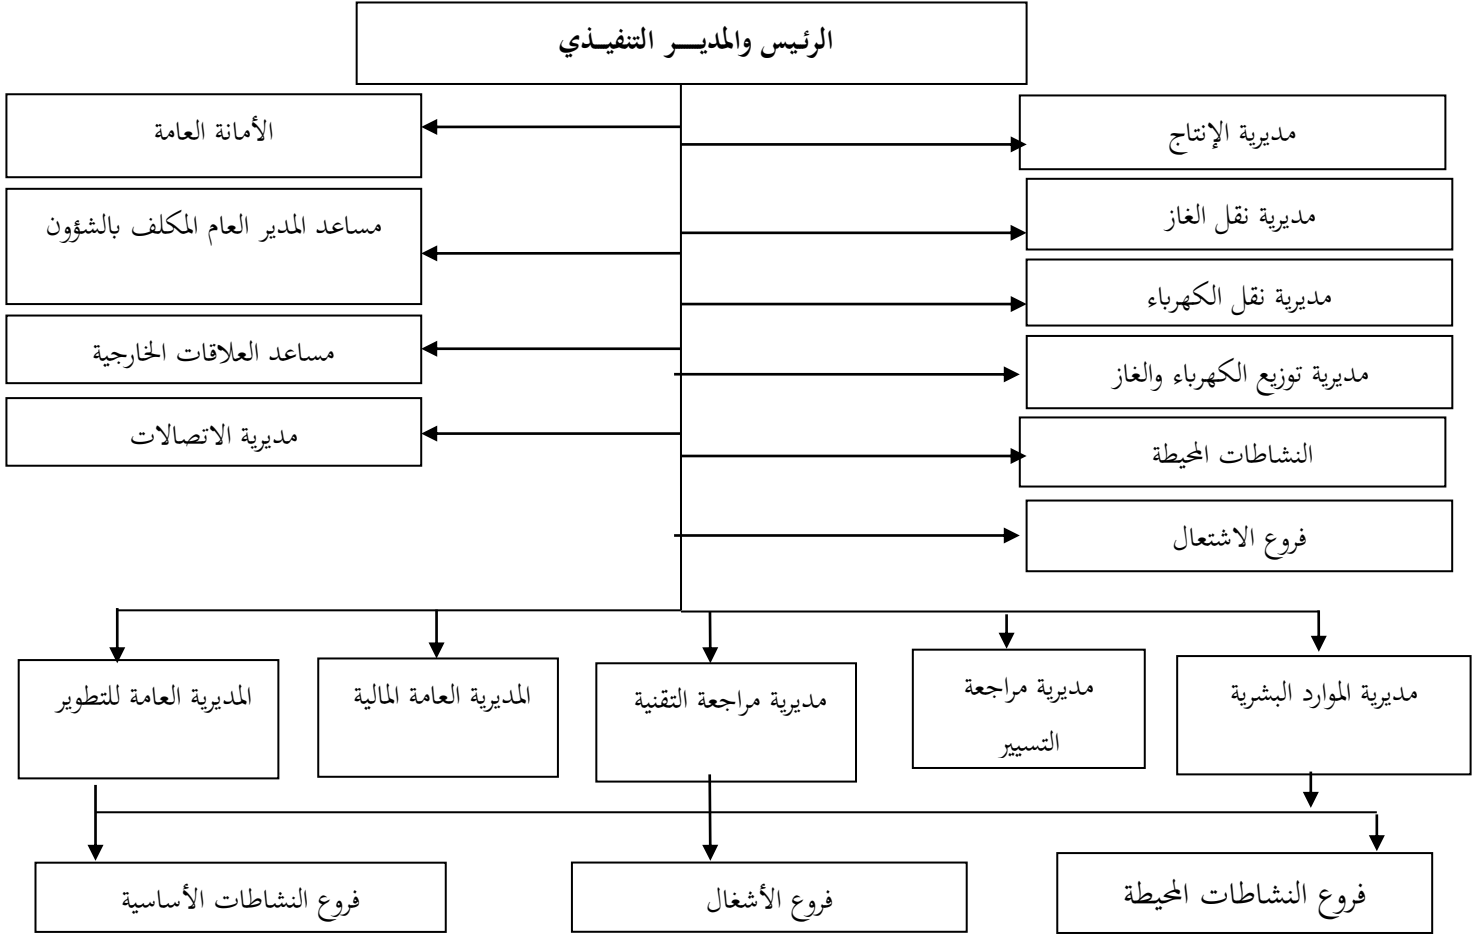 الرئيس والمديـــر التنفيـذي
مديرية الإنتاج
الأمانة العامة
مديرية نقل الغاز
مساعد المدير العام المكلف بالشؤون
مديرية نقل الكهرباء
مساعد العلاقات الخارجية
مديرية توزيع الكهرباء والغاز
مديرية الاتصالات
النشاطات المحيطة
فروع الاشتعال
مديرية الموارد البشرية
مديرية مراجعة
التسيير
مديرية مراجعة التقنية
المديرية العامة المالية
المديرية العامة للتطوير
فروع النشاطات المحيطة
فروع الأشغال
فروع النشاطات الأساسية